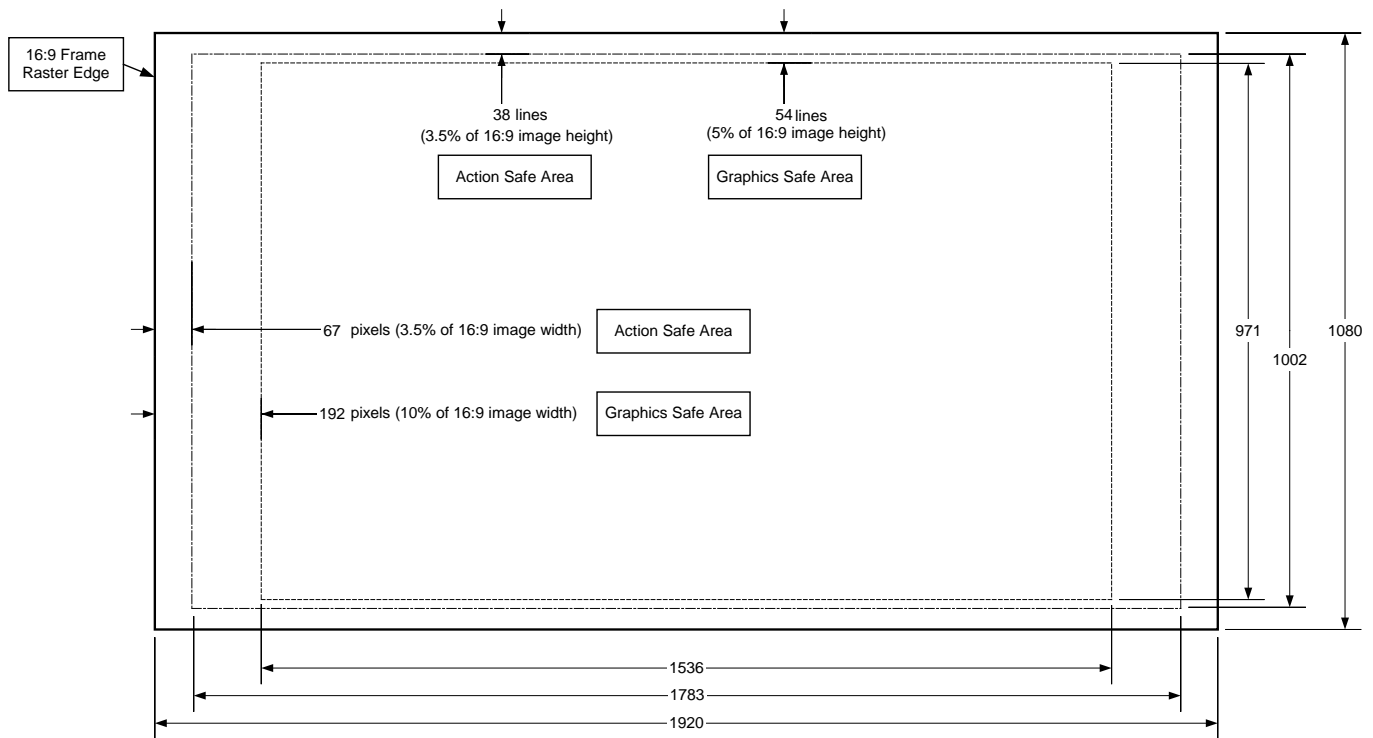 16:9 Frame
Raster Edge
38 lines
(3.5% of 16:9 image height)
Action Safe Area
54 lines
(5% of 16:9 image height)
Graphics Safe Area
67 pixels (3.5% of 16:9 image width)
Action Safe Area
192 pixels (10% of 16:9 image width)
Graphics Safe Area
971
1002
1080
1536
1783
1920